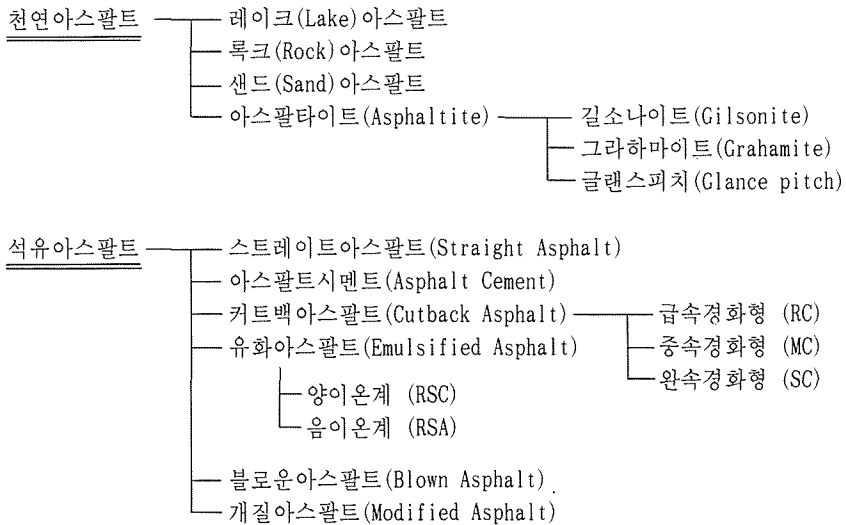 천연아스팔트 레이크(Lake)아스팔트
록크(Rock)아스팔트
샌드(Sand)아스팔트
아스팔타이트(Asphaltite) 길소나이트(Gilsonite)
그라하마이트(Grahamite)
글랜스피치(Glance pitch)
석유아스팔트 스트레이트아스팔트(Straight Asphalt)
아스팔트시멘트(Asphalt Cement)
커트백아스팔트(Cutback Asphalt) 급속경화형 (RC)
유화아스팔트(Emulsified Asphalt) 중속경화형 (MC)
완속경화형 (SC)
양이온계 (RSC)
음이온계 (RSA)
블로운아스팔트(Blown Asphalt)
개질아스팔트(Modified Asphalt)